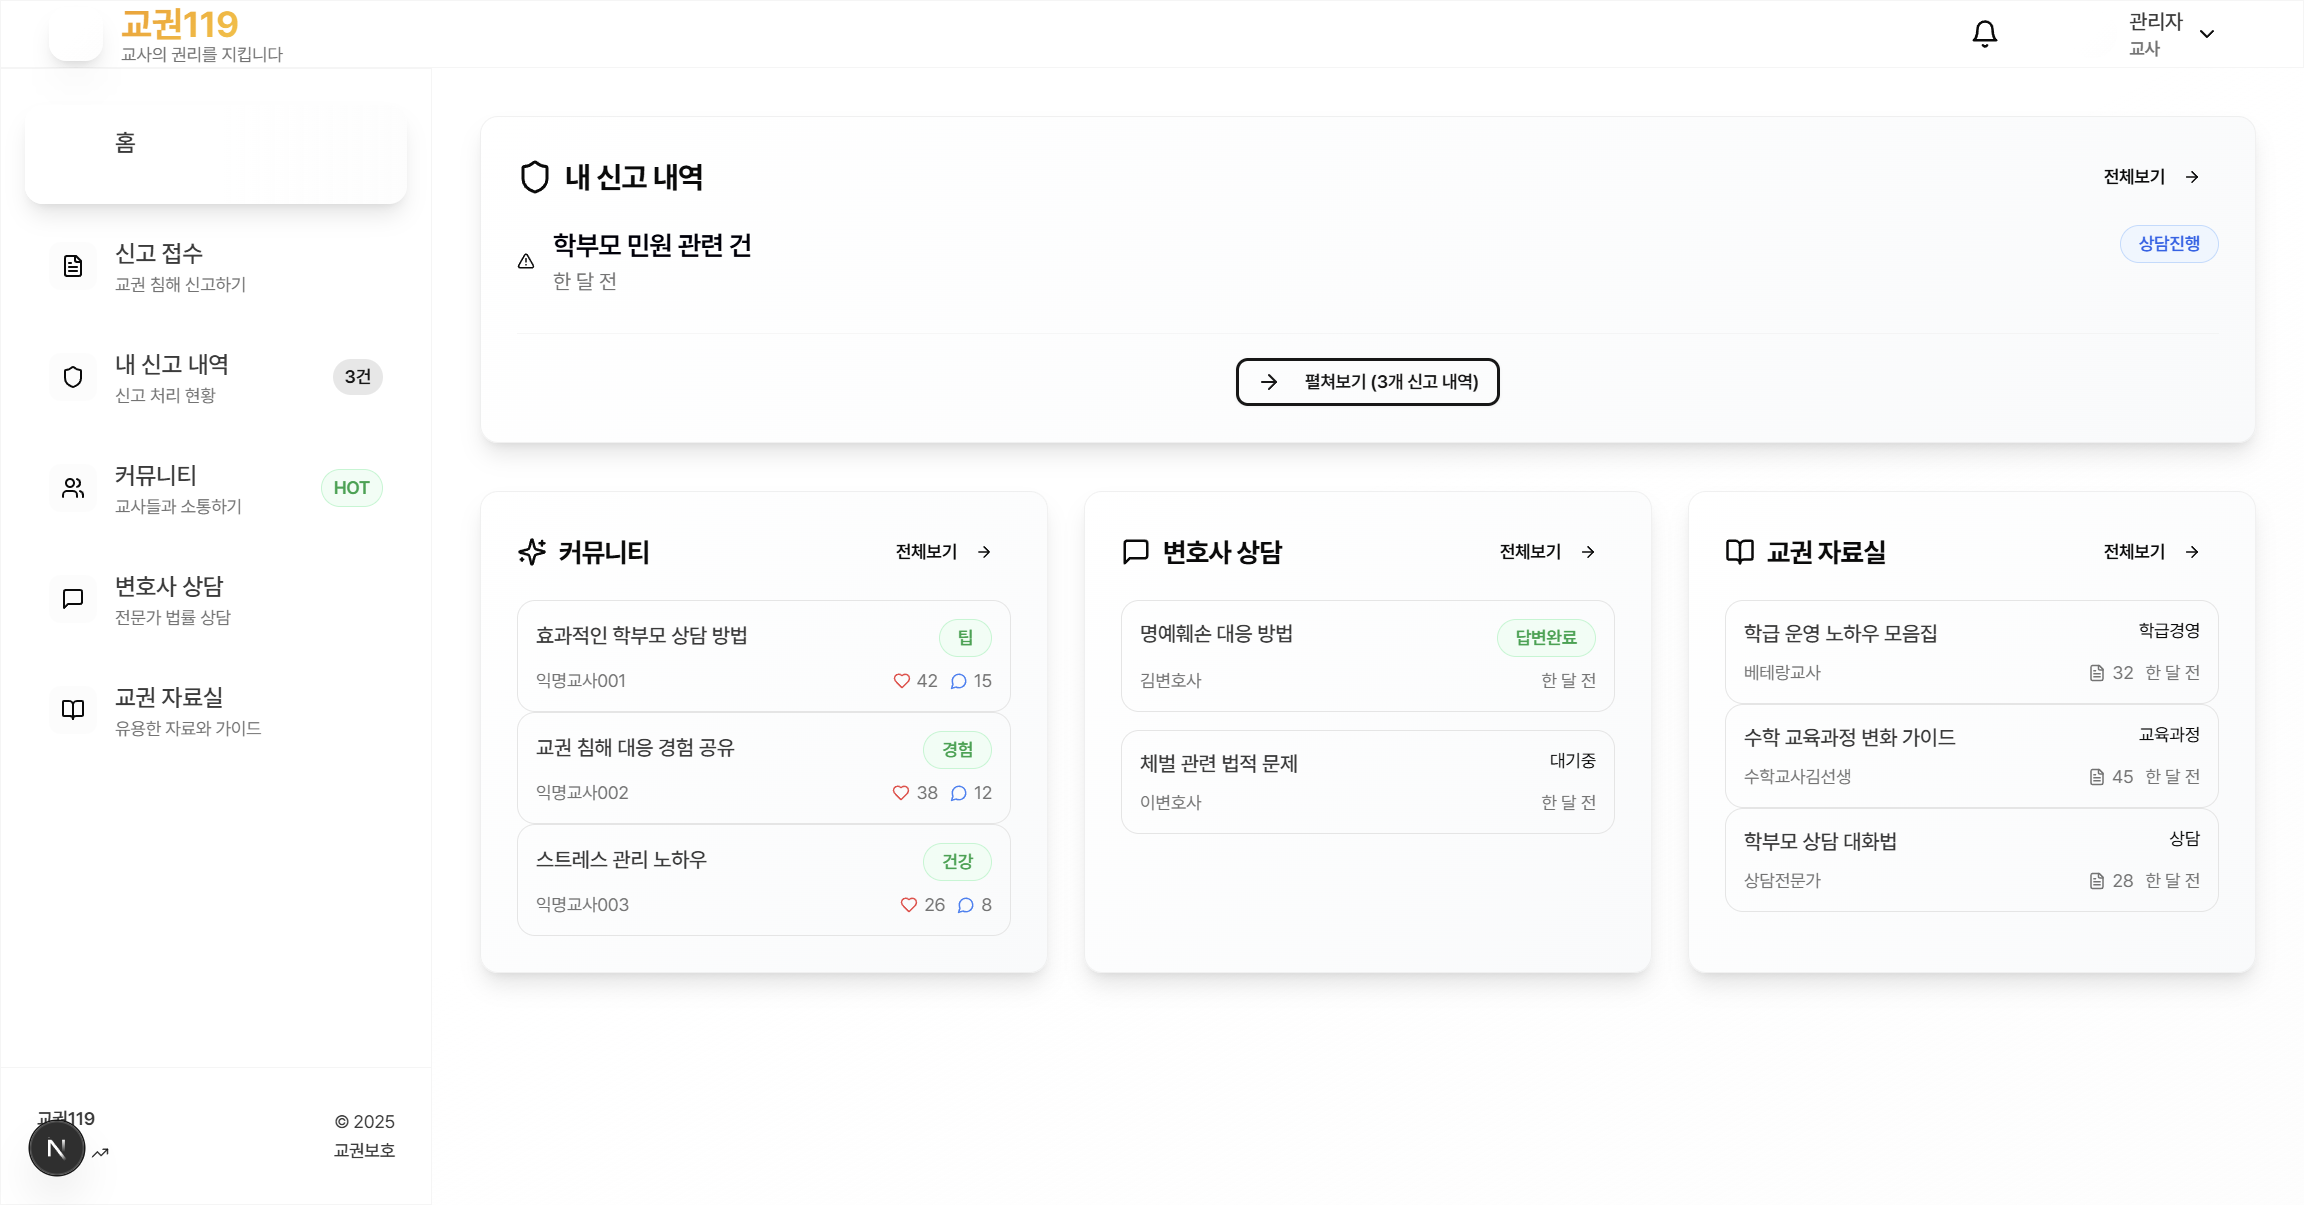 교권119
교사의 권리를 지킵니다
관리자
교사
홈
신고 접수
교권 침해 신고하기
내 신고 내역
신고 처리 현황
3건
커뮤니티
교사들과 소통하기
HOT
변호사 상담
전문가 법률 상담
교권 자료실
유용한 자료와 가이드
교권119
© 2025
교권보호
N
내 신고 내역
전체보기
학부모 민원 관련 건
한 달 전
상담진행
펼쳐보기 (3개 신고 내역)
커뮤니티
전체보기
효과적인 학부모 상담 방법
팁
익명교사001
42 15
교권 침해 대응 경험 공유
경험
익명교사002
38 12
스트레스 관리 노하우
건강
익명교사003
26 8
변호사 상담
전체보기
명예훼손 대응 방법
답변완료
김변호사
한 달 전
체벌 관련 법적 문제
대기중
이변호사
한 달 전
교권 자료실
전체보기
학급 운영 노하우 모음집
학급경영
베테랑교사
32 한 달 전
수학 교육과정 변화 가이드
교육과정
수학교사김선생
45 한 달 전
학부모 상담 대화법
상담
상담전문가
28 한 달 전